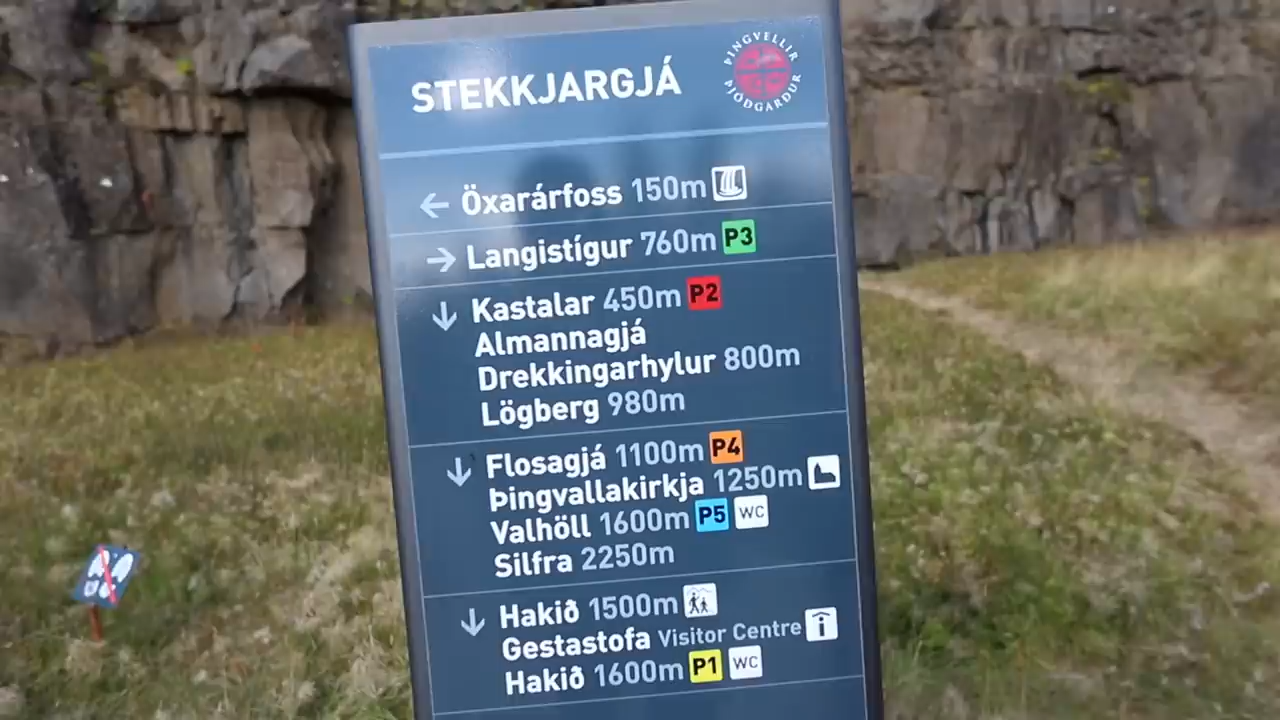 STEKKJARGJÁ
ÞINGVELLIR
ÞJÓÐGARÐUR
← Öxarárfoss 150m
→ Langistígur 760m P3
↓ Kastalar 450m P2
Almannagjá
Drekkingarhylur 800m
Lögberg 980m
↓ Flosagjá 1100m P4
Þingvallakirkja 1250m
Valhöll 1600m P5 WC
Silfra 2250m
↓ Hakið 1500m
Gestastofa Visitor Centre
Hakið 1600m P1 WC